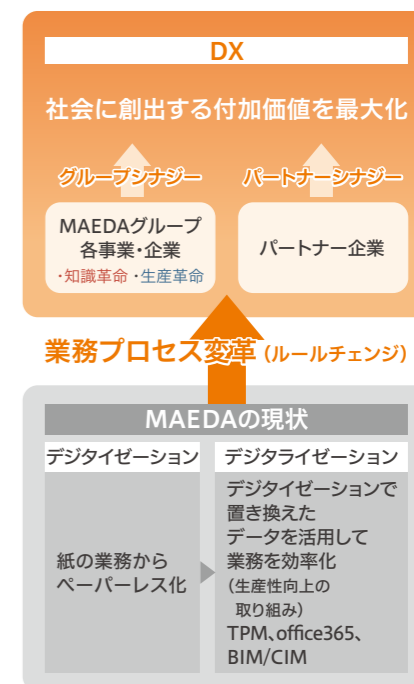 DX
社会に創出する付加価値を最大化
グループシナジー
パートナーシナジー
MAEDAグループ
各事業・企業
・知識革命・生産革命
パートナー企業
業務プロセス変革（ルールチェンジ）
MAEDAの現状
デジタイゼーション
紙の業務から
ペーパーレス化
デジタライゼーション
デジタイゼーションで
置き換えた
データを活用して
業務を効率化
（生産性向上の
取り組み）
TPM、office365、
BIM/CIM